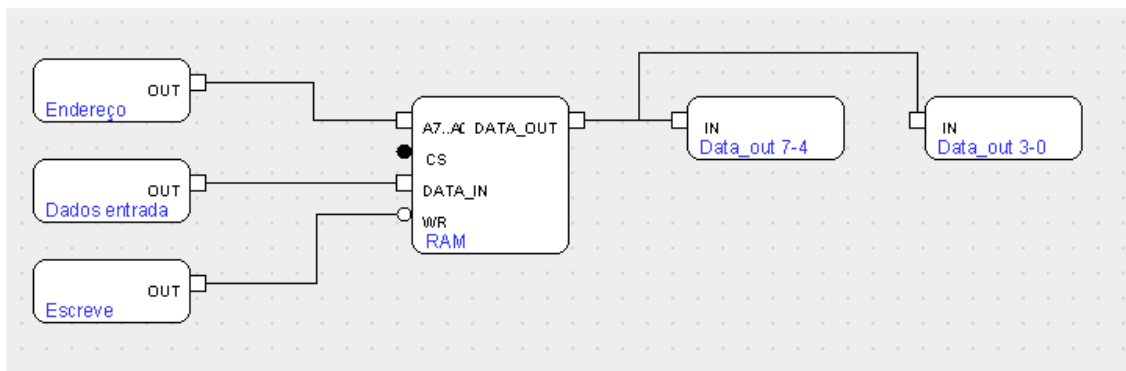 OUT
Endereço
OUT
Dados entrada
OUT
Escreve
A7..A0 DATA_OUT
CS
DATA_IN
WR
RAM
IN
Data_out 7-4
IN
Data_out 3-0